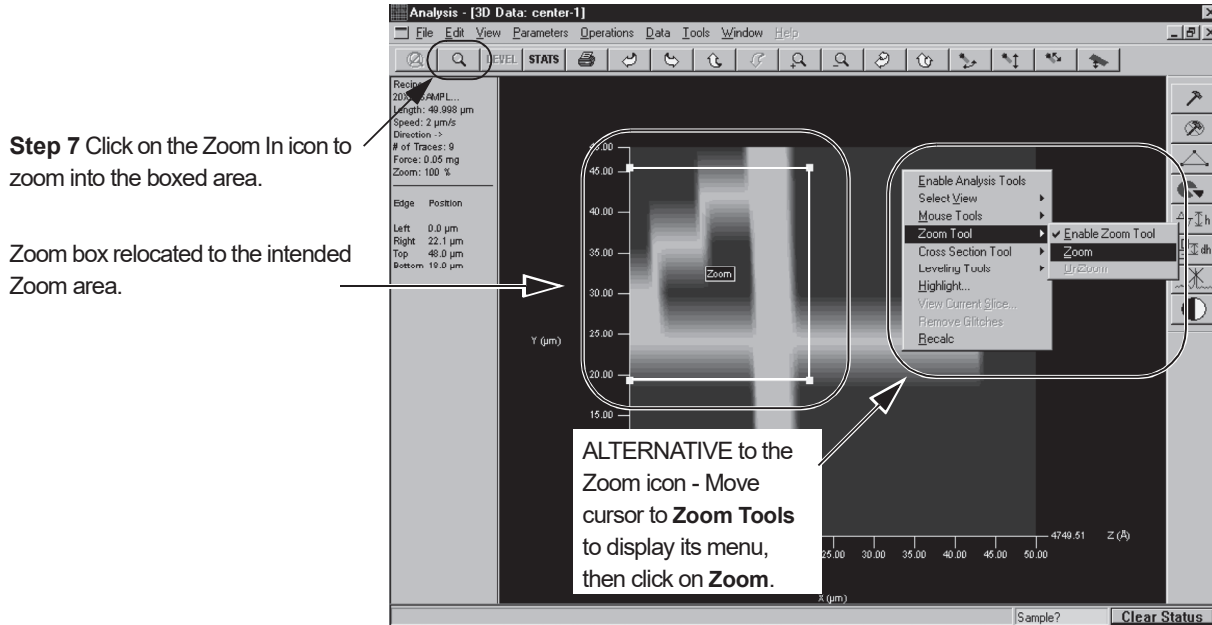 Analysis - [3D Data: center-1]
File Edit View Parameters Operations Data Tools Window Help
STATS
Step 7 Click on the Zoom In icon to
zoom into the boxed area.
Zoom box relocated to the intended
Zoom area.
Length: 49.998 µm
Speed: 2 µm/s
Direction ->
# of Traces: 9
Force: 0.05 mg
Zoom: 100 %
Edge Position
Left 0.0 µm
Right 22.1 µm
Top 48.0 µm
Bottom 19.0 µm
45.00
40.00
35.00
30.00
25.00
20.00
15.00
Y (µm)
Zoom
Enable Analysis Tools
Select View
Mouse Tools
Zoom Tool
Cross Section Tool
Leveling Tools
Highlight...
View Current Slice...
Remove Glitches
Recalc
Enable Zoom Tool
Zoom
UnZoom
h
dh
ALTERNATIVE to the
Zoom icon - Move
cursor to Zoom Tools
to display its menu,
then click on Zoom.
25.00 30.00 35.00 40.00 45.00 50.00
4749.51 Z (Å)
X (µm)
Sample? Clear Status